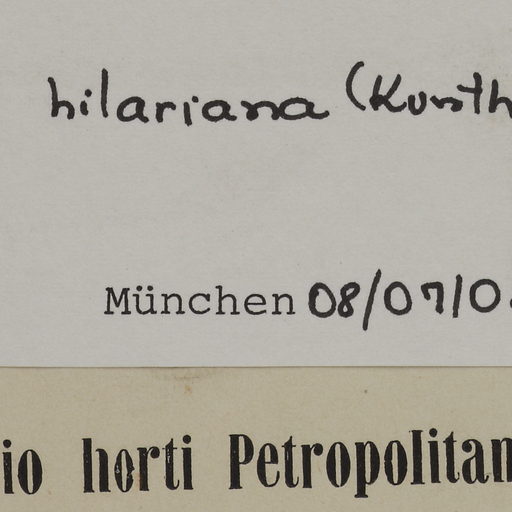 hilariana (Kunth
München 08/07/0
io horti Petropolitan